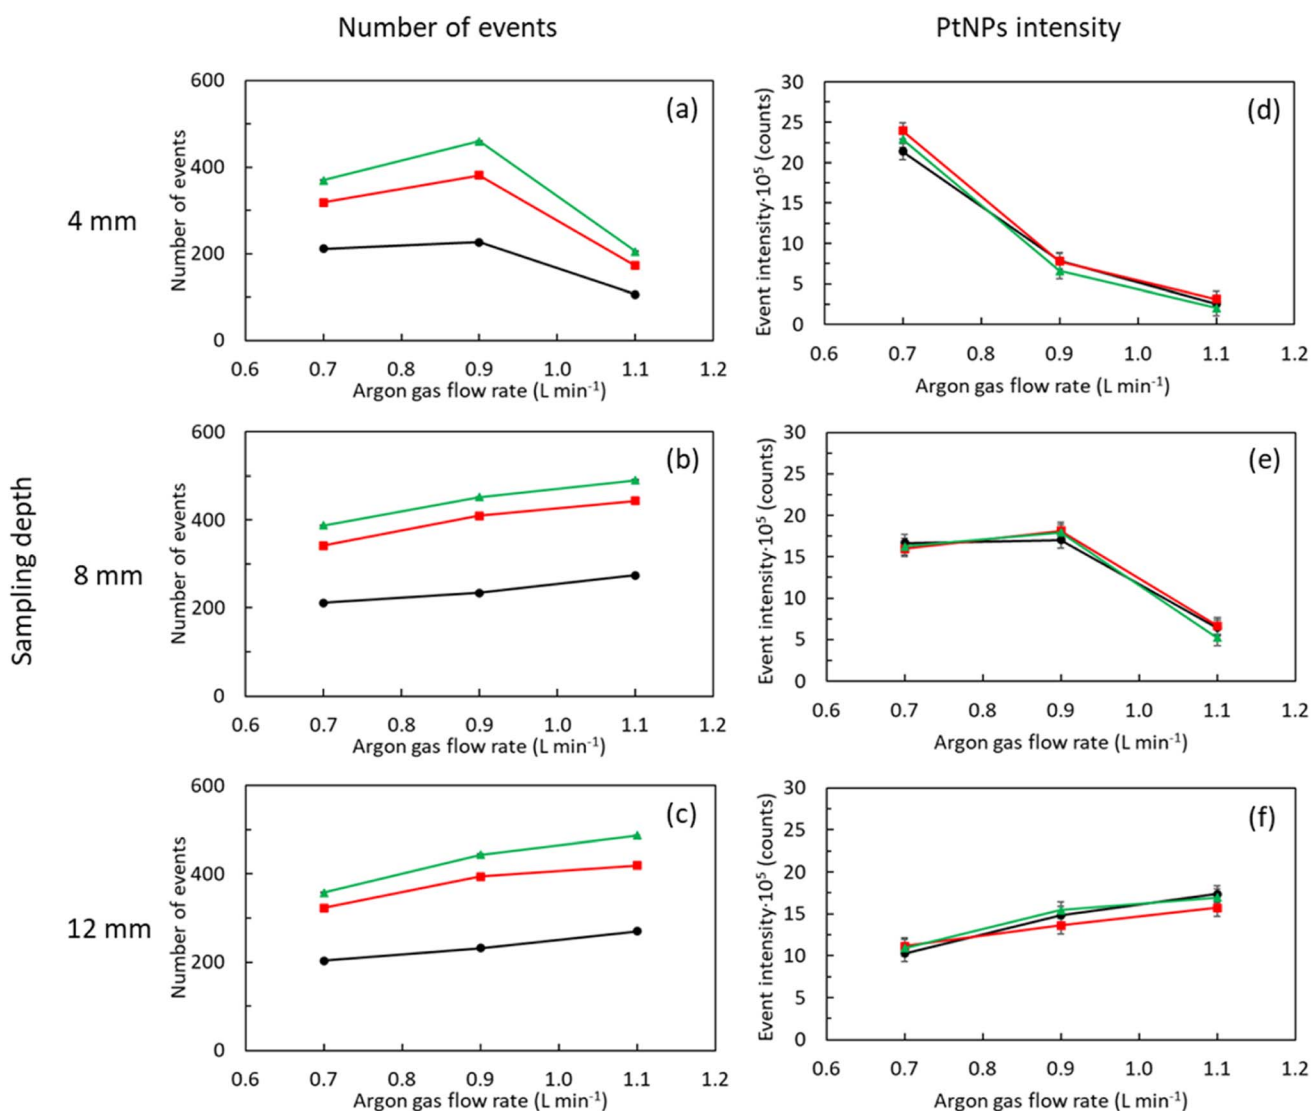 Number of events
PtNPs intensity
Sampling depth
4 mm
Number of events
600
400
200
0
(a)
0.6 0.7 0.8 0.9 1.0 1.1 1.2
Argon gas flow rate (L min⁻¹)
Event intensity·10⁵ (counts)
30
25
20
15
10
5
0
(d)
0.6 0.7 0.8 0.9 1.0 1.1 1.2
Argon gas flow rate (L min⁻¹)
8 mm
Number of events
600
400
200
0
(b)
0.6 0.7 0.8 0.9 1.0 1.1 1.2
Argon gas flow rate (L min⁻¹)
Event intensity·10⁵ (counts)
30
25
20
15
10
5
0
(e)
0.6 0.7 0.8 0.9 1.0 1.1 1.2
Argon gas flow rate (L min⁻¹)
12 mm
Number of events
600
400
200
0
(c)
0.6 0.7 0.8 0.9 1.0 1.1 1.2
Argon gas flow rate (L min⁻¹)
Event intensity·10⁵ (counts)
30
25
20
15
10
5
0
(f)
0.6 0.7 0.8 0.9 1.0 1.1 1.2
Argon gas flow rate (L min⁻¹)